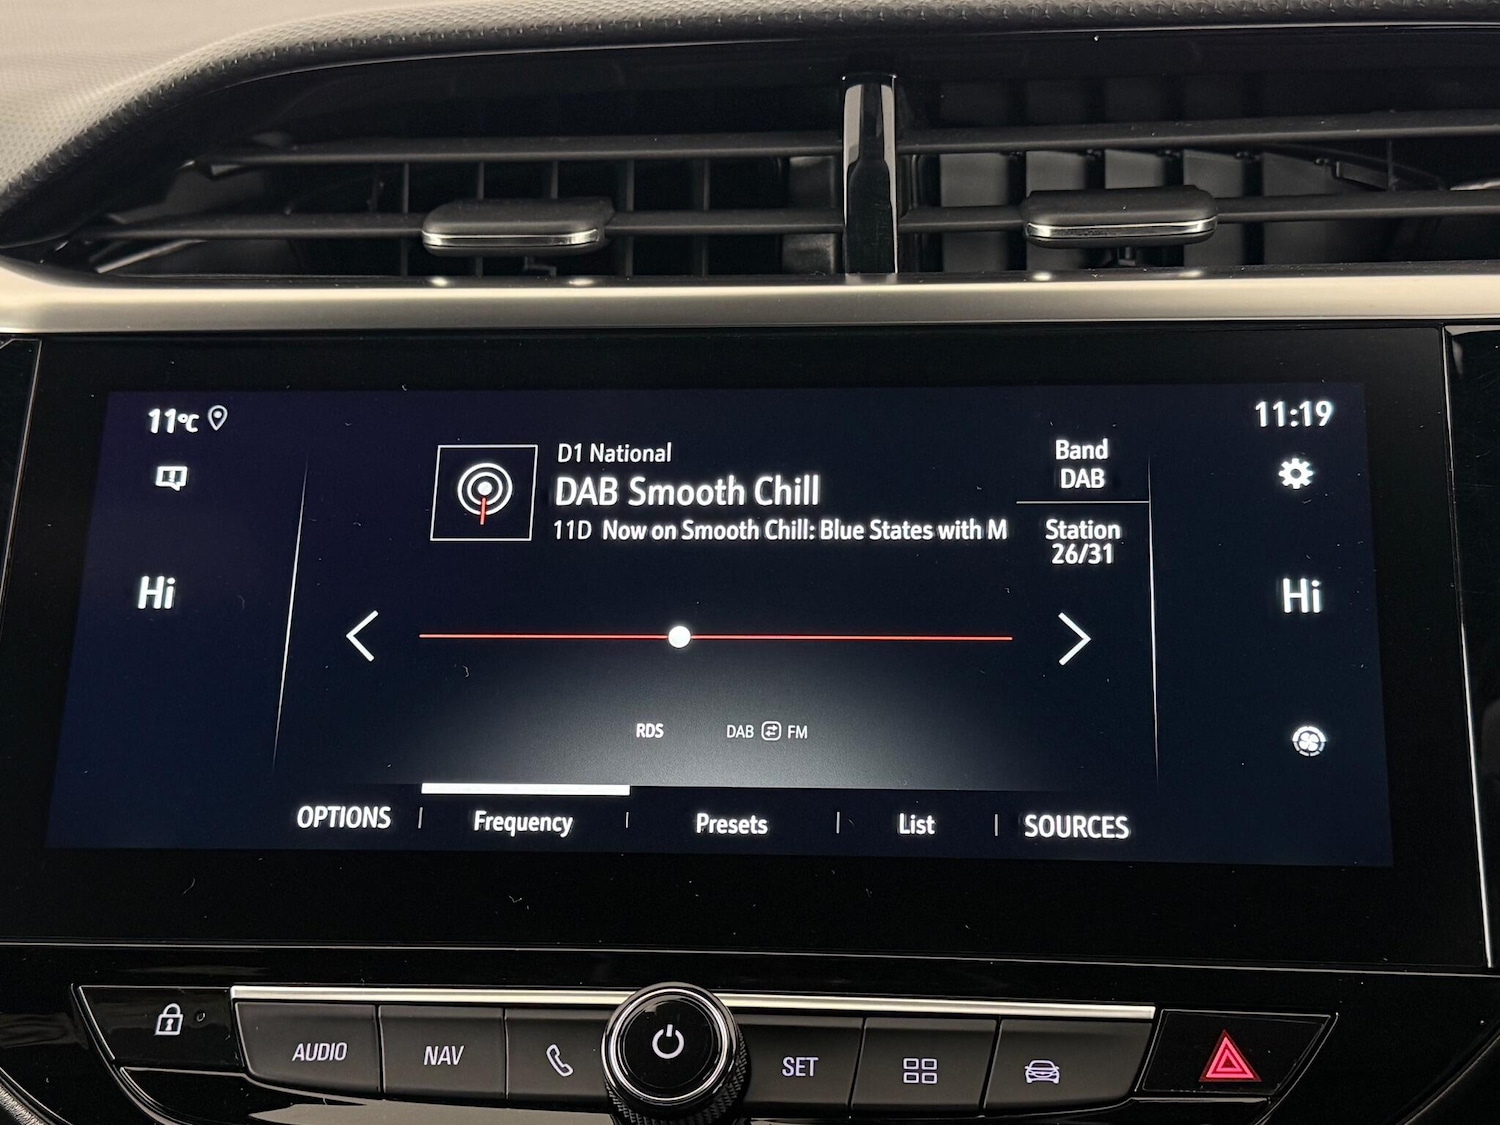 11°C
11:19
D1 National
DAB Smooth Chill
11D Now on Smooth Chill: Blue States with M
Band
DAB
Station
26/31
Hi
Hi
RDS
DAB FM
OPTIONS
Frequency
Presets
List
SOURCES
AUDIO
NAV
SET